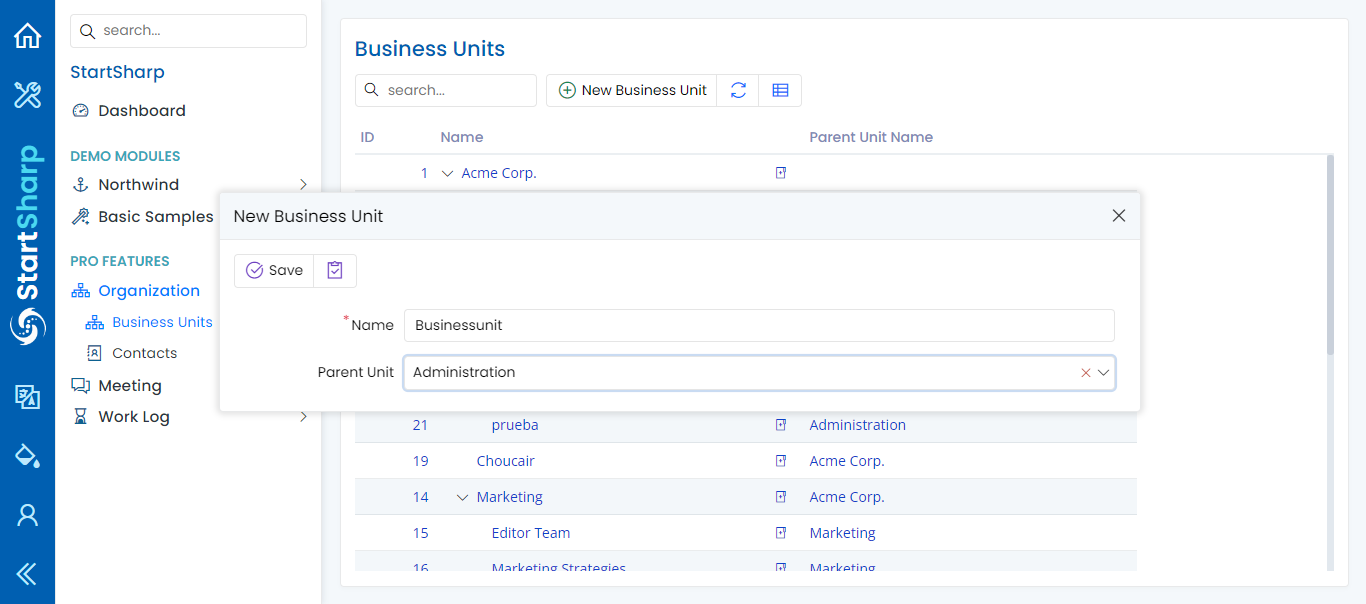 StartSharp
search...
StartSharp
Dashboard
DEMO MODULES
Northwind
Basic Samples
PRO FEATURES
Organization
Business Units
Contacts
Meeting
Work Log
Business Units
search...
New Business Unit
ID Name Parent Unit Name
1 Acme Corp.
New Business Unit
Save
*Name Businessunit
Parent Unit Administration
21 prueba Administration
19 Choucair Acme Corp.
14 Marketing Acme Corp.
15 Editor Team Marketing
16 Marketing Strategies Marketing